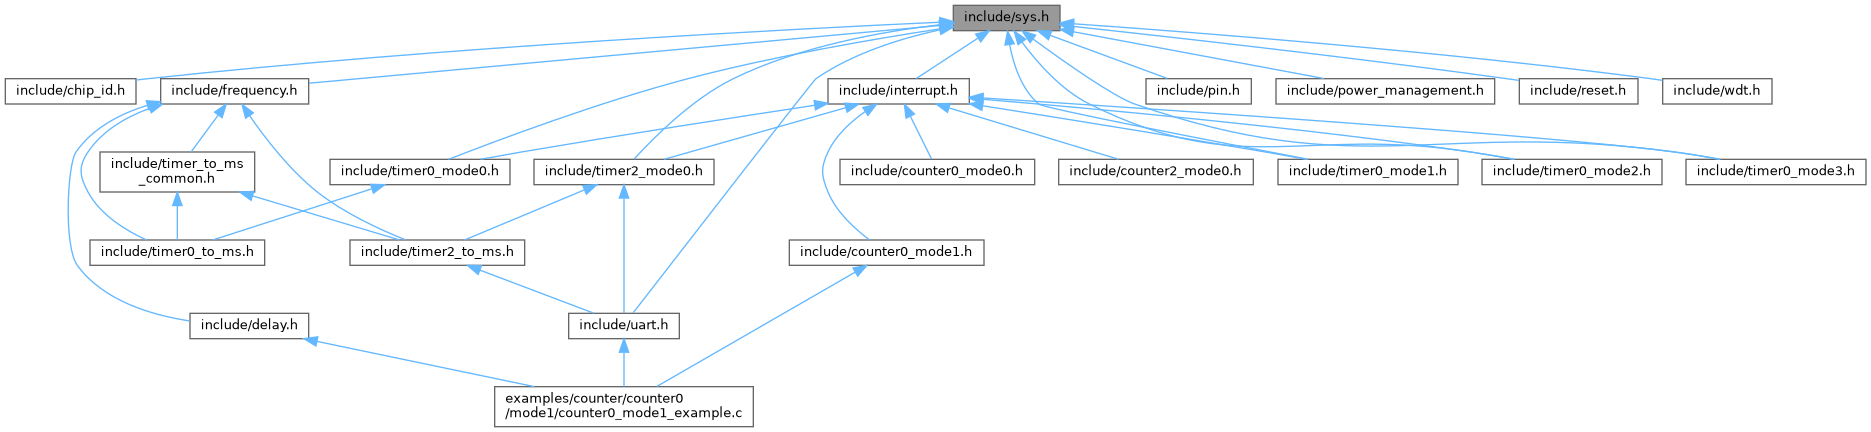 include/sys.h
include/chip_id.h
include/frequency.h
include/interrupt.h
include/pin.h
include/power_management.h
include/reset.h
include/wdt.h
include/timer_to_ms
_common.h
include/timer0_mode0.h
include/timer2_mode0.h
include/counter0_mode0.h
include/counter2_mode0.h
include/timer0_mode1.h
include/timer0_mode2.h
include/timer0_mode3.h
include/timer0_to_ms.h
include/timer2_to_ms.h
include/counter0_mode1.h
include/delay.h
include/uart.h
examples/counter/counter0
/mode1/counter0_mode1_example.c